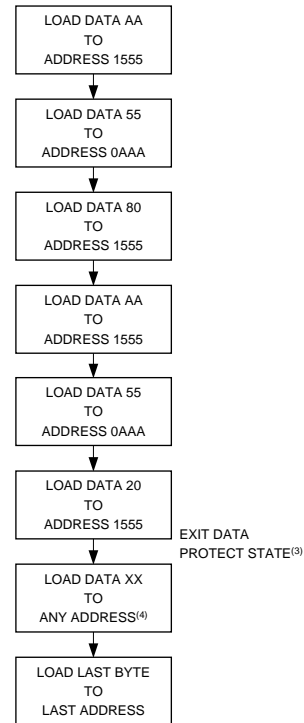 LOAD DATA AA
TO
ADDRESS 1555
LOAD DATA 55
TO
ADDRESS 0AAA
LOAD DATA 80
TO
ADDRESS 1555
LOAD DATA AA
TO
ADDRESS 1555
LOAD DATA 55
TO
ADDRESS 0AAA
LOAD DATA 20
TO
ADDRESS 1555
EXIT DATA
PROTECT STATE(3)
LOAD DATA XX
TO
ANY ADDRESS(4)
LOAD LAST BYTE
TO
LAST ADDRESS